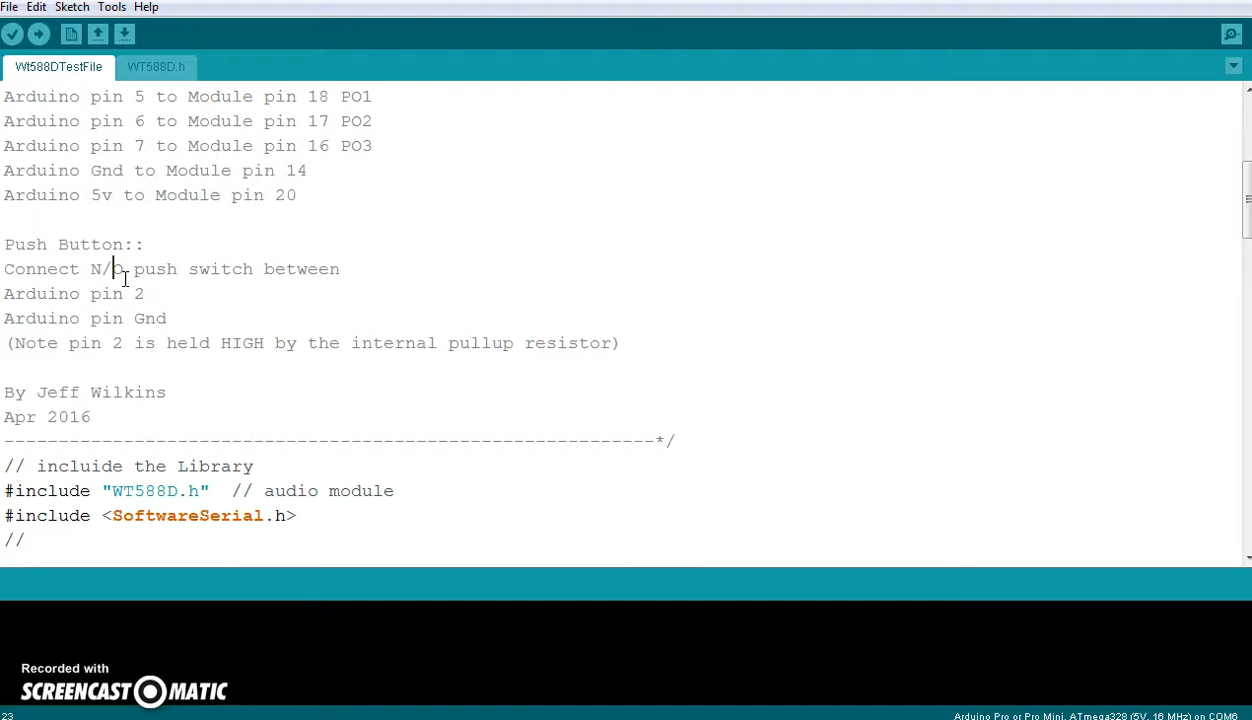 File Edit Sketch Tools Help
Wt588DTestFile WT588D.h
Arduino pin 5 to Module pin 18 PO1
Arduino pin 6 to Module pin 17 PO2
Arduino pin 7 to Module pin 16 PO3
Arduino Gnd to Module pin 14
Arduino 5v to Module pin 20
Push Button::
Connect N/o push switch between
Arduino pin 2
Arduino pin Gnd
(Note pin 2 is held HIGH by the internal pullup resistor)
By Jeff Wilkins
Apr 2016
------------------------------------------------------------*/
// incluide the Library
#include "WT588D.h" // audio module
#include <SoftwareSerial.h>
//
Recorded with
SCREENCAST O MATIC
23
Arduino Pro or Pro Mini, ATmega328 (5V, 16 MHz) on COM6